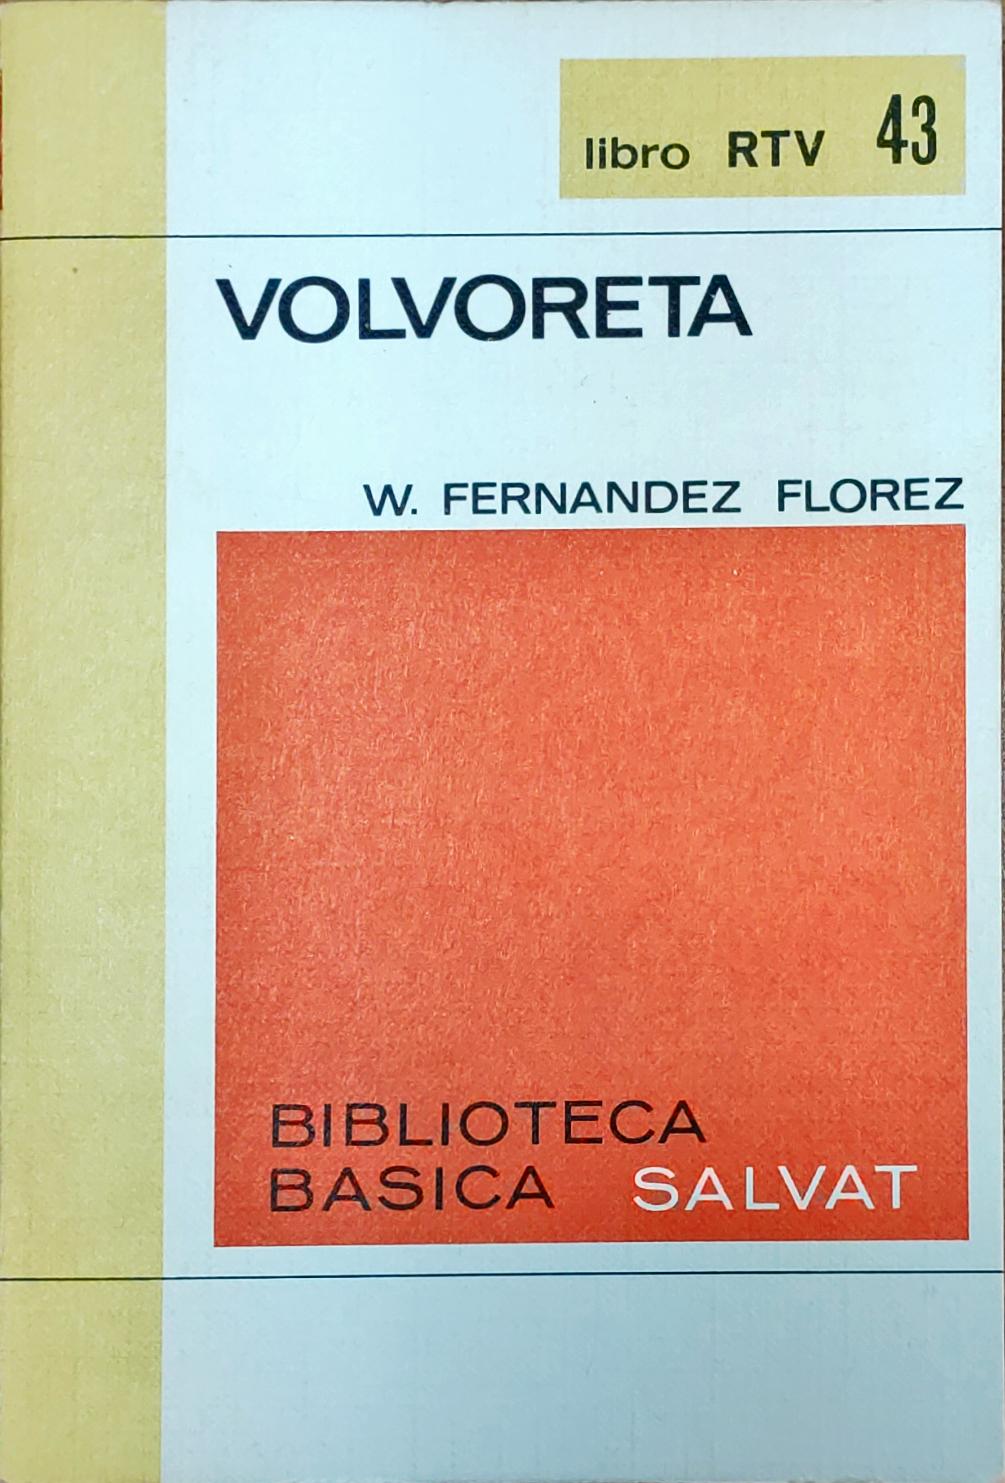 libro RTV 43
VOLVORETA
W. FERNANDEZ FLOREZ
BIBLIOTECA
BASICA SALVAT